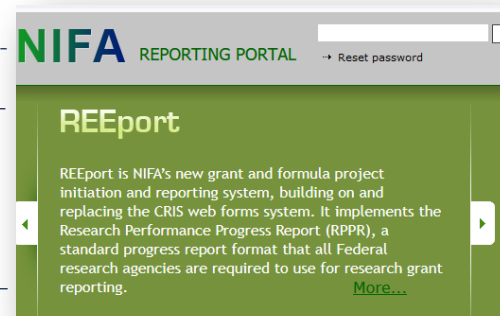 NIFA REPORTING PORTAL
Reset password
REEport
REEport is NIFA's new grant and formula project
initiation and reporting system, building on and
replacing the CRIS web forms system. It implements the
Research Performance Progress Report (RPPR), a
standard progress report format that all Federal
research agencies are required to use for research grant
reporting. More...